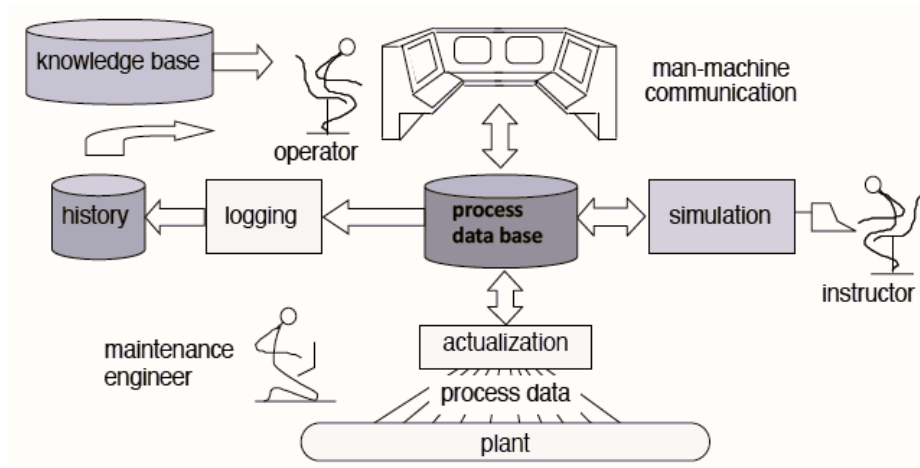 knowledge base
man-machine
communication
operator
history
logging
process
data base
simulation
instructor
maintenance
engineer
actualization
process data
plant